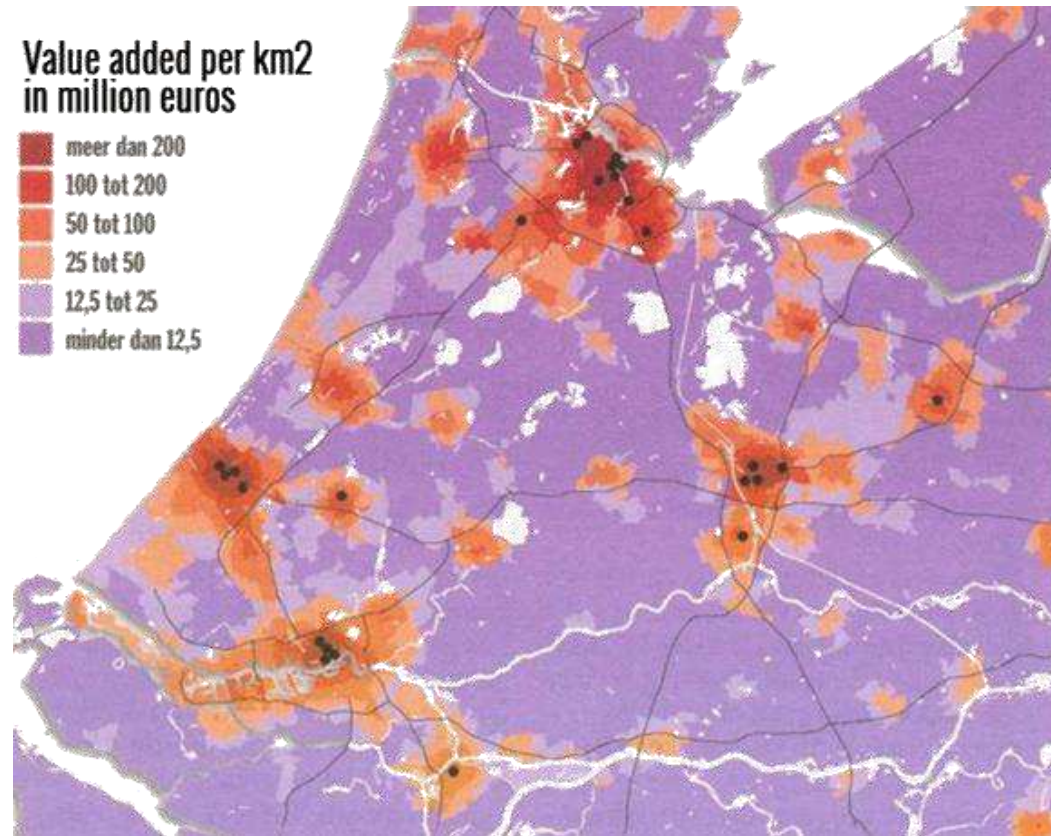 Value added per km2
in million euros
meer dan 200
100 tot 200
50 tot 100
25 tot 50
12,5 tot 25
minder dan 12,5